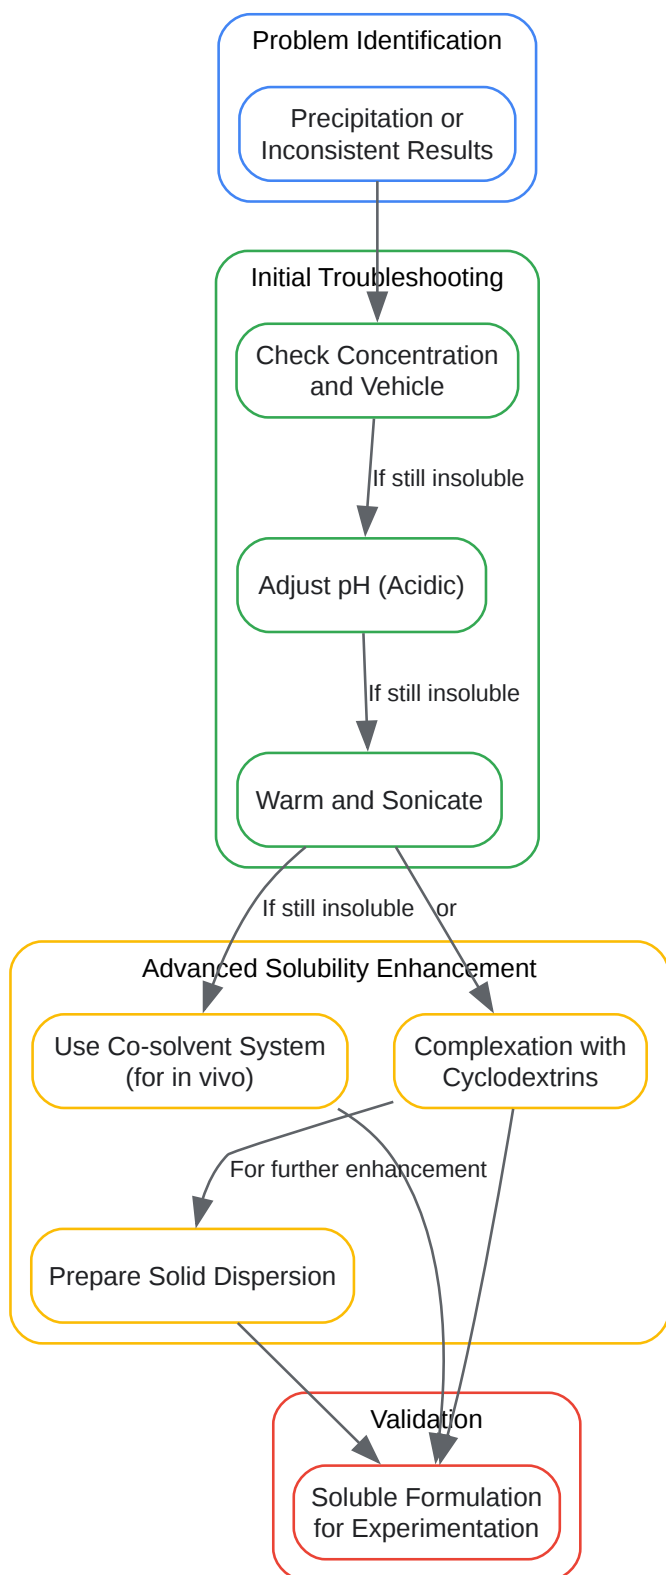 Problem Identification
Precipitation or
Inconsistent Results
Initial Troubleshooting
Check Concentration
and Vehicle
If still insoluble
Adjust pH (Acidic)
If still insoluble
Warm and Sonicate
If still insoluble
or
Advanced Solubility Enhancement
Use Co-solvent System
(for in vivo)
Complexation with
Cyclodextrins
For further enhancement
Prepare Solid Dispersion
Validation
Soluble Formulation
for Experimentation